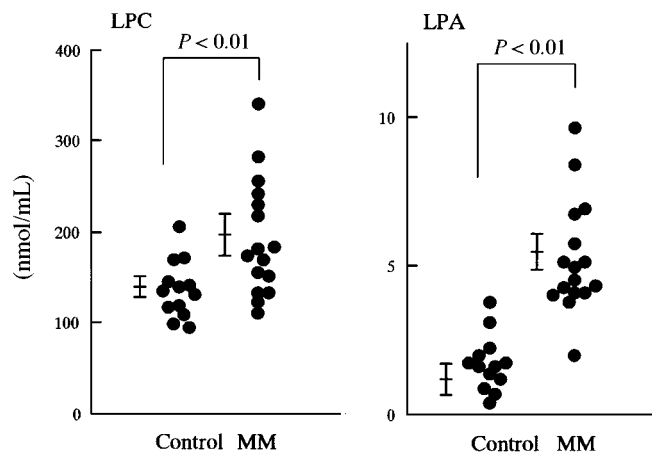 LPC
LPA
P < 0.01
P < 0.01
400
300
200
100
0
10
5
0
(nmol/mL)
Control MM
Control MM